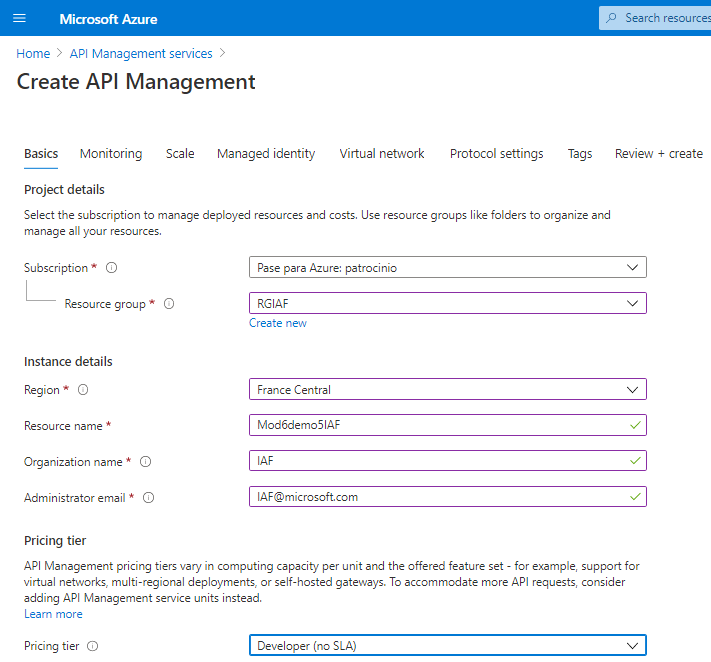 Microsoft Azure
Search resources
Home > API Management services >
Create API Management
Basics Monitoring Scale Managed identity Virtual network Protocol settings Tags Review + create
Project details
Select the subscription to manage deployed resources and costs. Use resource groups like folders to organize and
manage all your resources.
Subscription * Pase para Azure: patrocinio
Resource group * RGIAF
Create new
Instance details
Region * France Central
Resource name * Mod6demo5IAF
Organization name * IAF
Administrator email * IAF@microsoft.com
Pricing tier
API Management pricing tiers vary in computing capacity per unit and the offered feature set - for example, support for
virtual networks, multi-regional deployments, or self-hosted gateways. To accommodate more API requests, consider
adding API Management service units instead.
Learn more
Pricing tier Developer (no SLA)